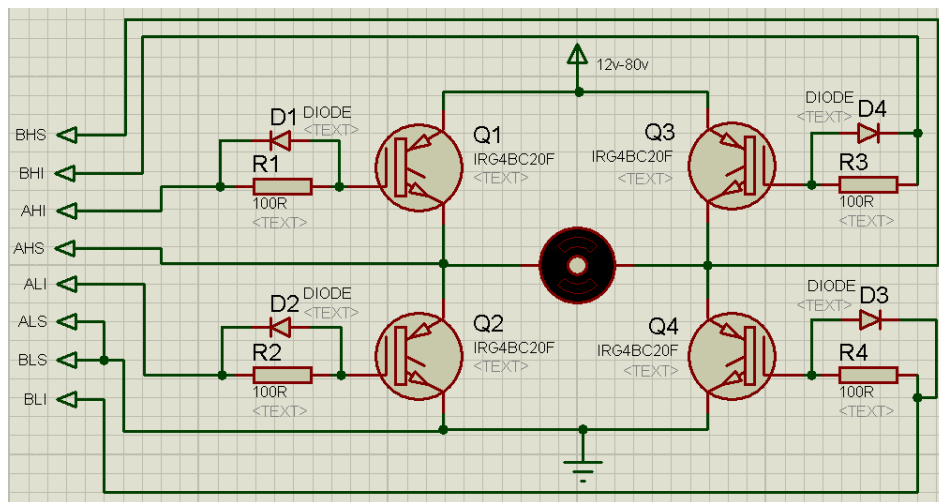 12v-80v
BHS
BHI
AHI
AHS
ALI
ALS
BLS
BLI
D1
DIODE
<TEXT>
R1
100R
<TEXT>
Q1
IRG4BC20F
<TEXT>
Q3
IRG4BC20F
<TEXT>
DIODE
D4
<TEXT>
R3
100R
<TEXT>
D2
DIODE
<TEXT>
R2
100R
<TEXT>
Q2
IRG4BC20F
<TEXT>
Q4
IRG4BC20F
<TEXT>
DIODE
D3
<TEXT>
R4
100R
<TEXT>